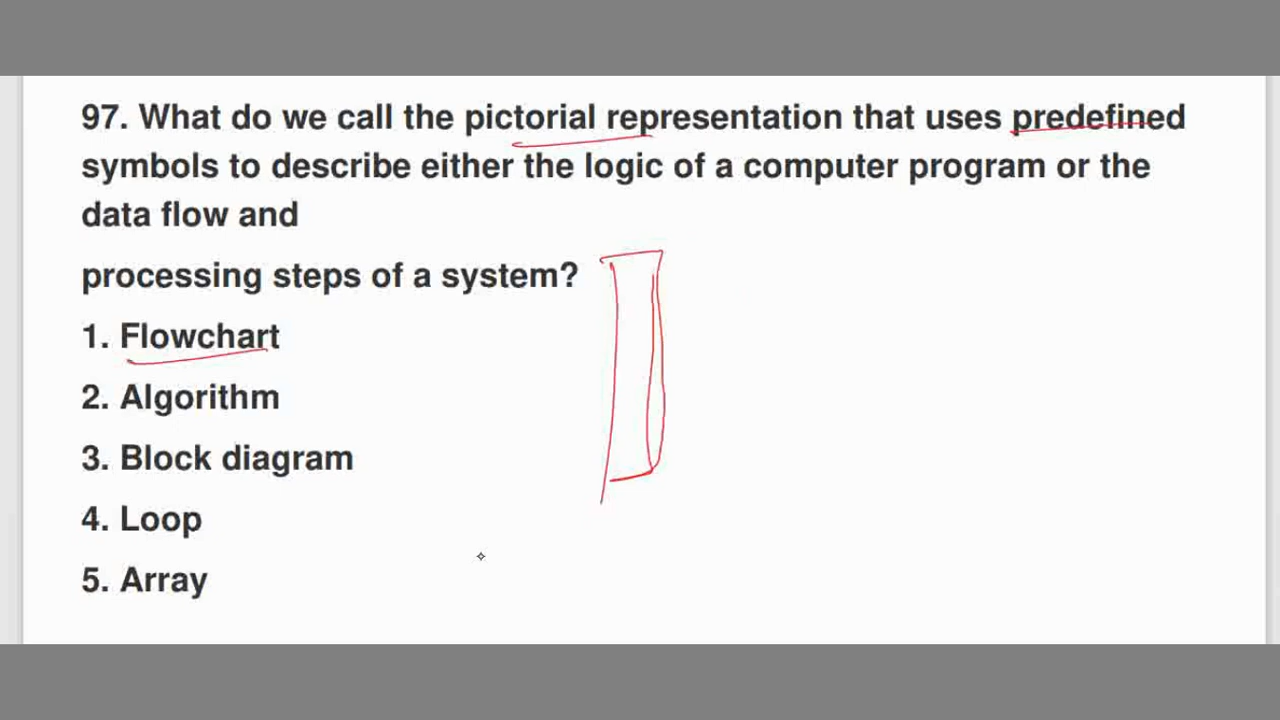 97. What do we call the pictorial representation that uses predefined
symbols to describe either the logic of a computer program or the
data flow and
processing steps of a system?
1. Flowchart
2. Algorithm
3. Block diagram
4. Loop
5. Array